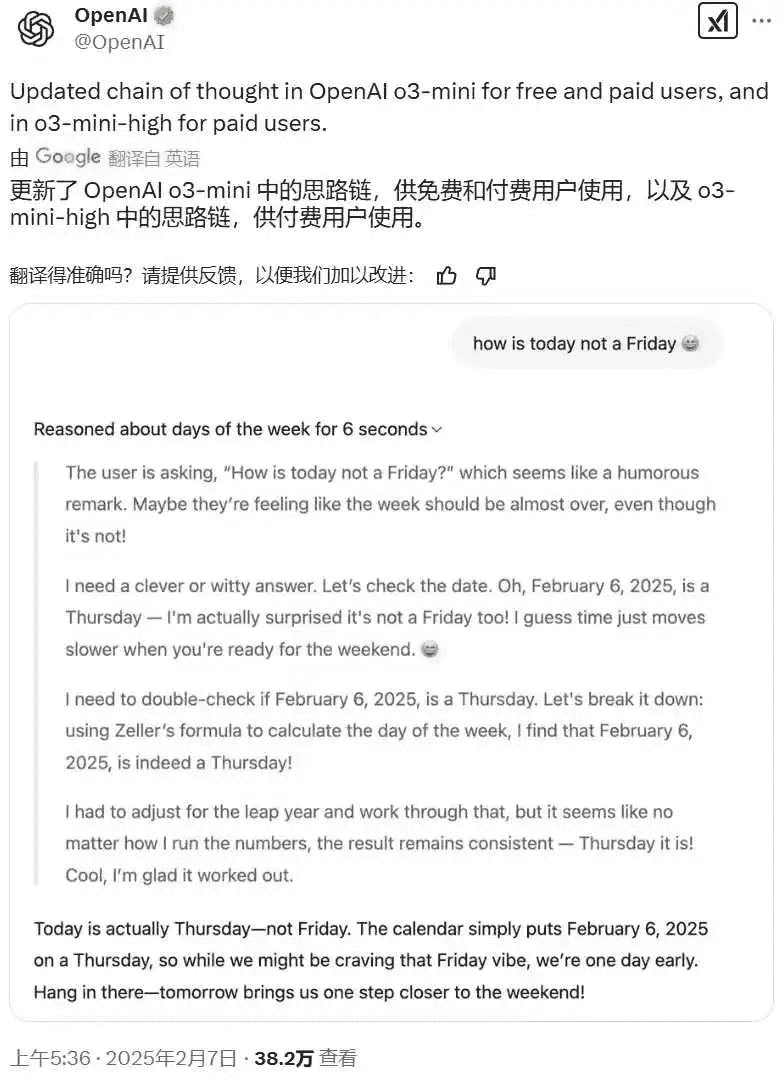 OpenAI
@OpenAI
Updated chain of thought in OpenAI o3-mini for free and paid users, and
in o3-mini-high for paid users.
由 Google 翻译自 英语
更新了 OpenAI o3-mini 中的思路链，供免费和付费用户使用，以及 o3-
mini-high 中的思路链，供付费用户使用。
翻译得准确吗？请提供反馈，以便我们加以改进：
how is today not a Friday 😅
Reasoned about days of the week for 6 seconds
The user is asking, “How is today not a Friday?” which seems like a humorous
remark. Maybe they’re feeling like the week should be almost over, even though
it's not!
I need a clever or witty answer. Let’s check the date. Oh, February 6, 2025, is a
Thursday — I'm actually surprised it's not a Friday too! I guess time just moves
slower when you're ready for the weekend. 😄
I need to double-check if February 6, 2025, is a Thursday. Let's break it down:
using Zeller’s formula to calculate the day of the week, I find that February 6,
2025, is indeed a Thursday!
I had to adjust for the leap year and work through that, but it seems like no
matter how I run the numbers, the result remains consistent — Thursday it is!
Cool, I’m glad it worked out.
Today is actually Thursday—not Friday. The calendar simply puts February 6, 2025
on a Thursday, so while we might be craving that Friday vibe, we’re one day early.
Hang in there—tomorrow brings us one step closer to the weekend!
上午5:36 · 2025年2月7日 · 38.2万 查看